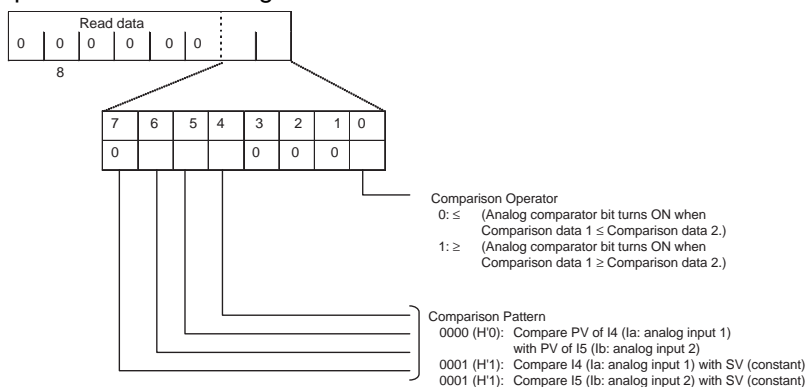 Read data
0 0 0 0 0 0
8
7 6 5 4 3 2 1 0
0 0 0 0
Comparison Operator
0: ≤ (Analog comparator bit turns ON when
Comparison data 1 ≤ Comparison data 2.)
1: ≥ (Analog comparator bit turns ON when
Comparison data 1 ≥ Comparison data 2.)
Comparison Pattern
0000 (H'0): Compare PV of I4 (Ia: analog input 1)
with PV of I5 (Ib: analog input 2)
0001 (H'1): Compare I4 (Ia: analog input 1) with SV (constant)
0001 (H'1): Compare I5 (Ib: analog input 2) with SV (constant)